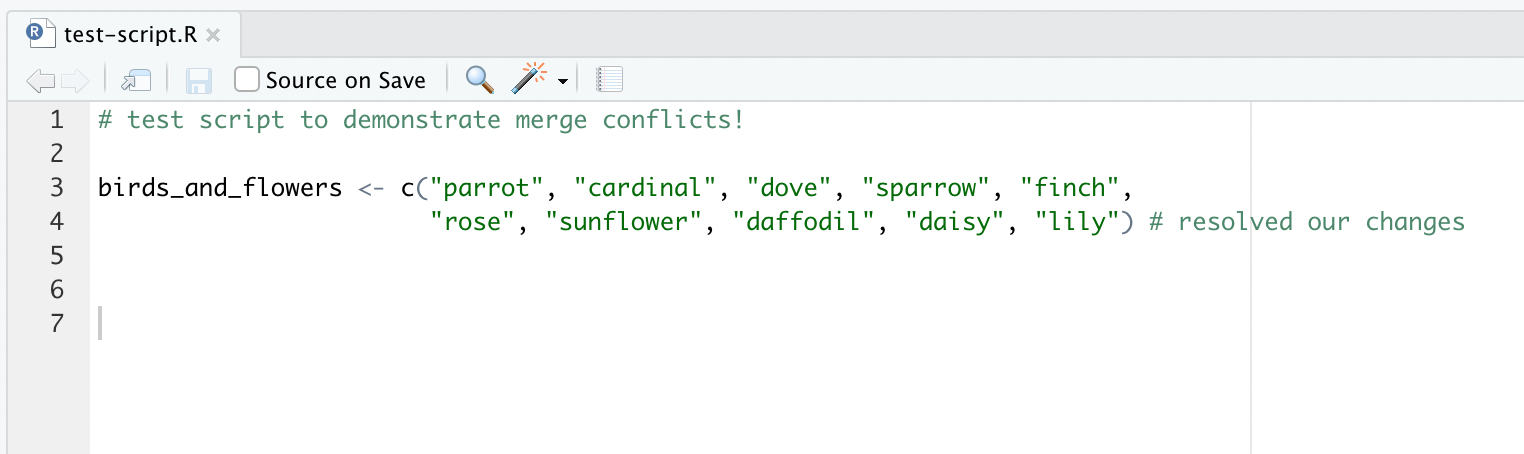 test-script.R
Source on Save
1 # test script to demonstrate merge conflicts!
2
3 birds_and_flowers <- c("parrot", "cardinal", "dove", "sparrow", "finch",
4 "rose", "sunflower", "daffodil", "daisy", "lily") # resolved our changes
5
6
7